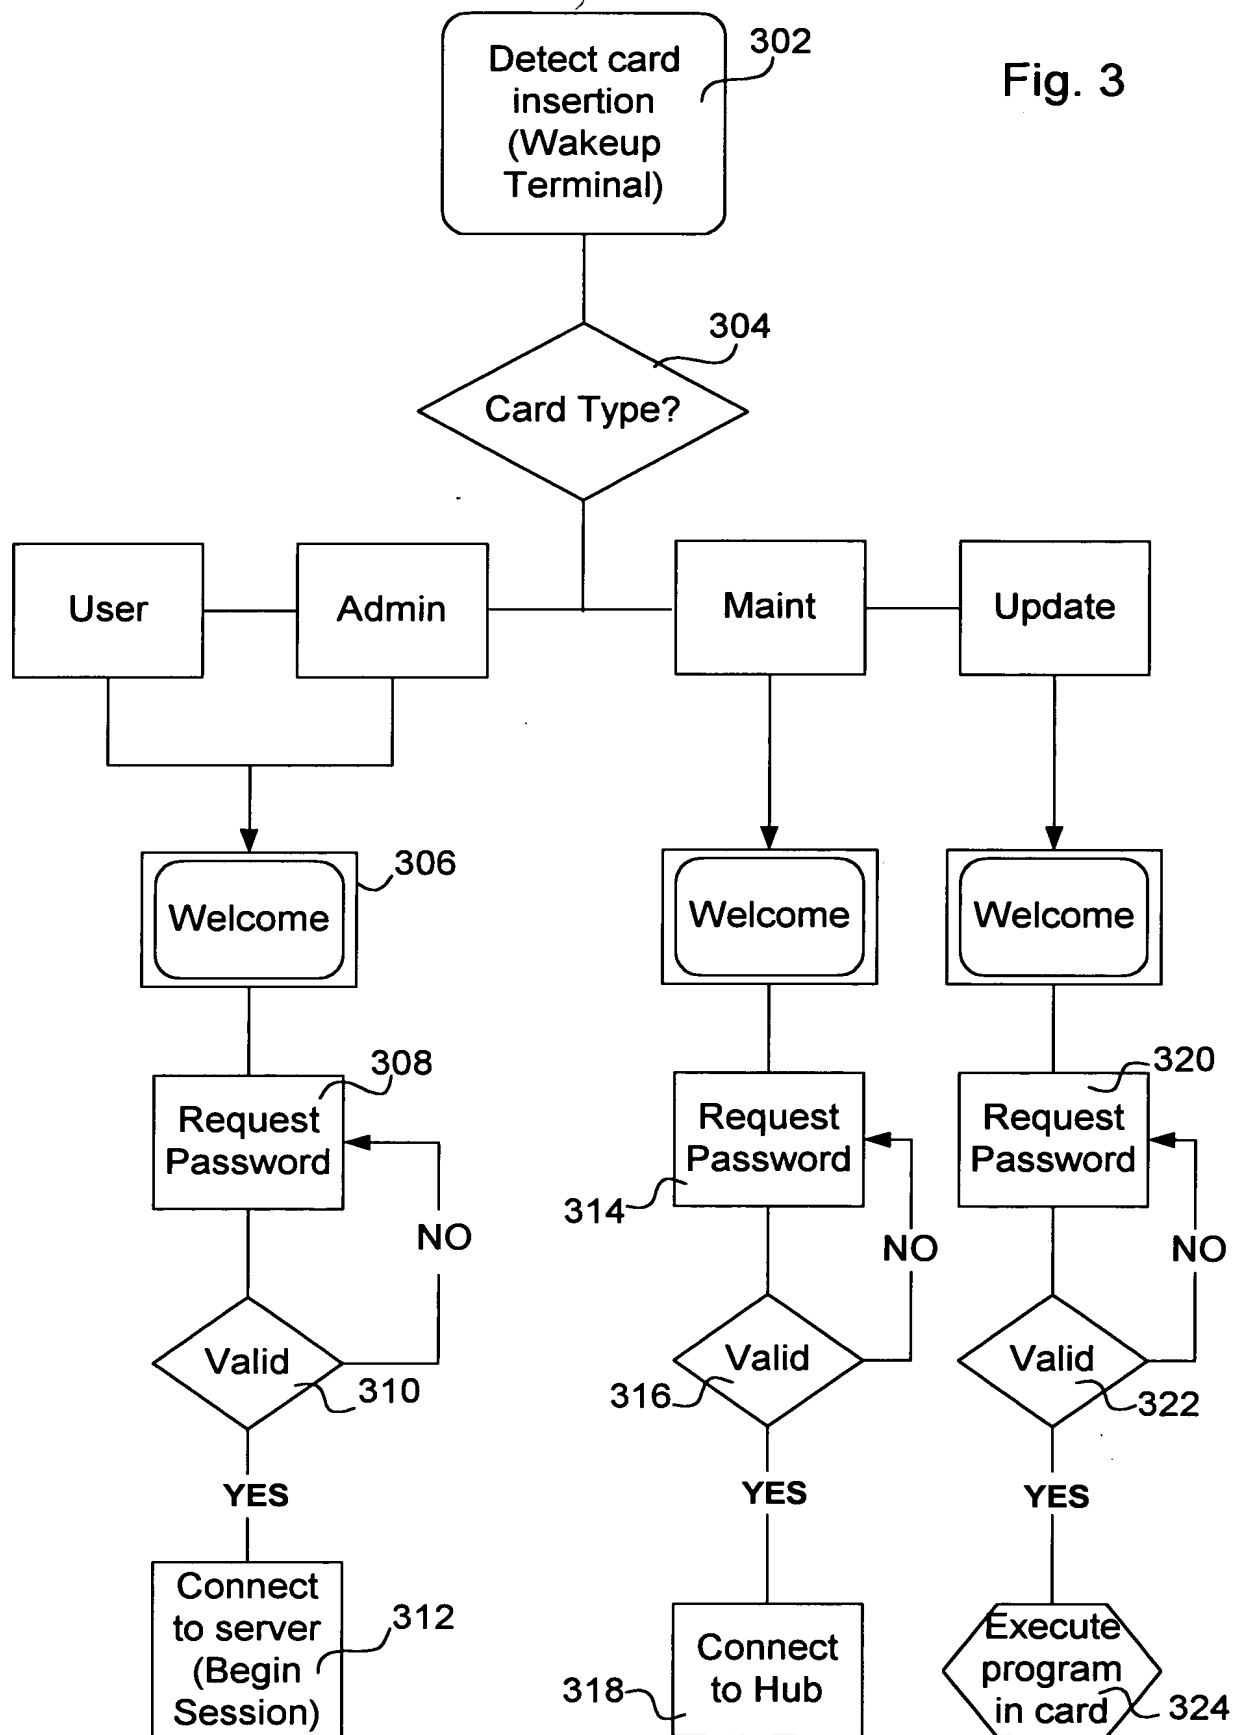 Fig. 3
302
Detect card
insertion
(Wakeup
Terminal)
304
Card Type?
User
Admin
Maint
Update
306
Welcome
Welcome
Welcome
308
Request
Password
314
Request
Password
320
Request
Password
NO
NO
NO
Valid
310
Valid
316
Valid
322
YES
YES
YES
Connect
to server
(Begin
Session)
312
Connect
to Hub
318
Execute
program
in card
324